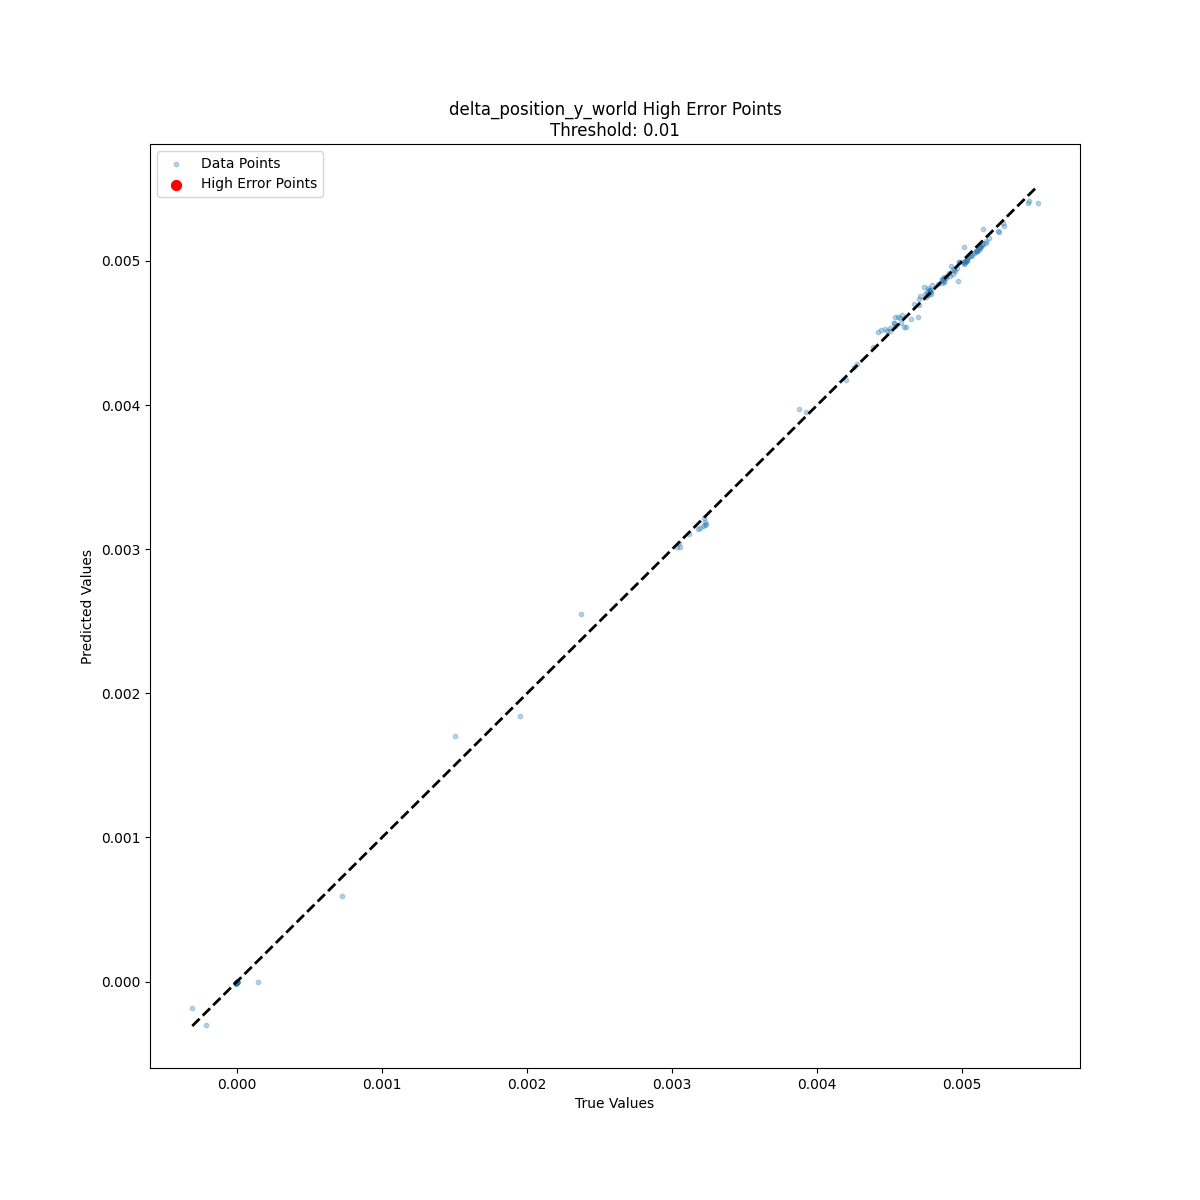 delta_position_y_world High Error Points
Threshold: 0.01
Data Points
High Error Points
Predicted Values
0.005
0.004
0.003
0.002
0.001
0.000
0.000 0.001 0.002 0.003 0.004 0.005
True Values